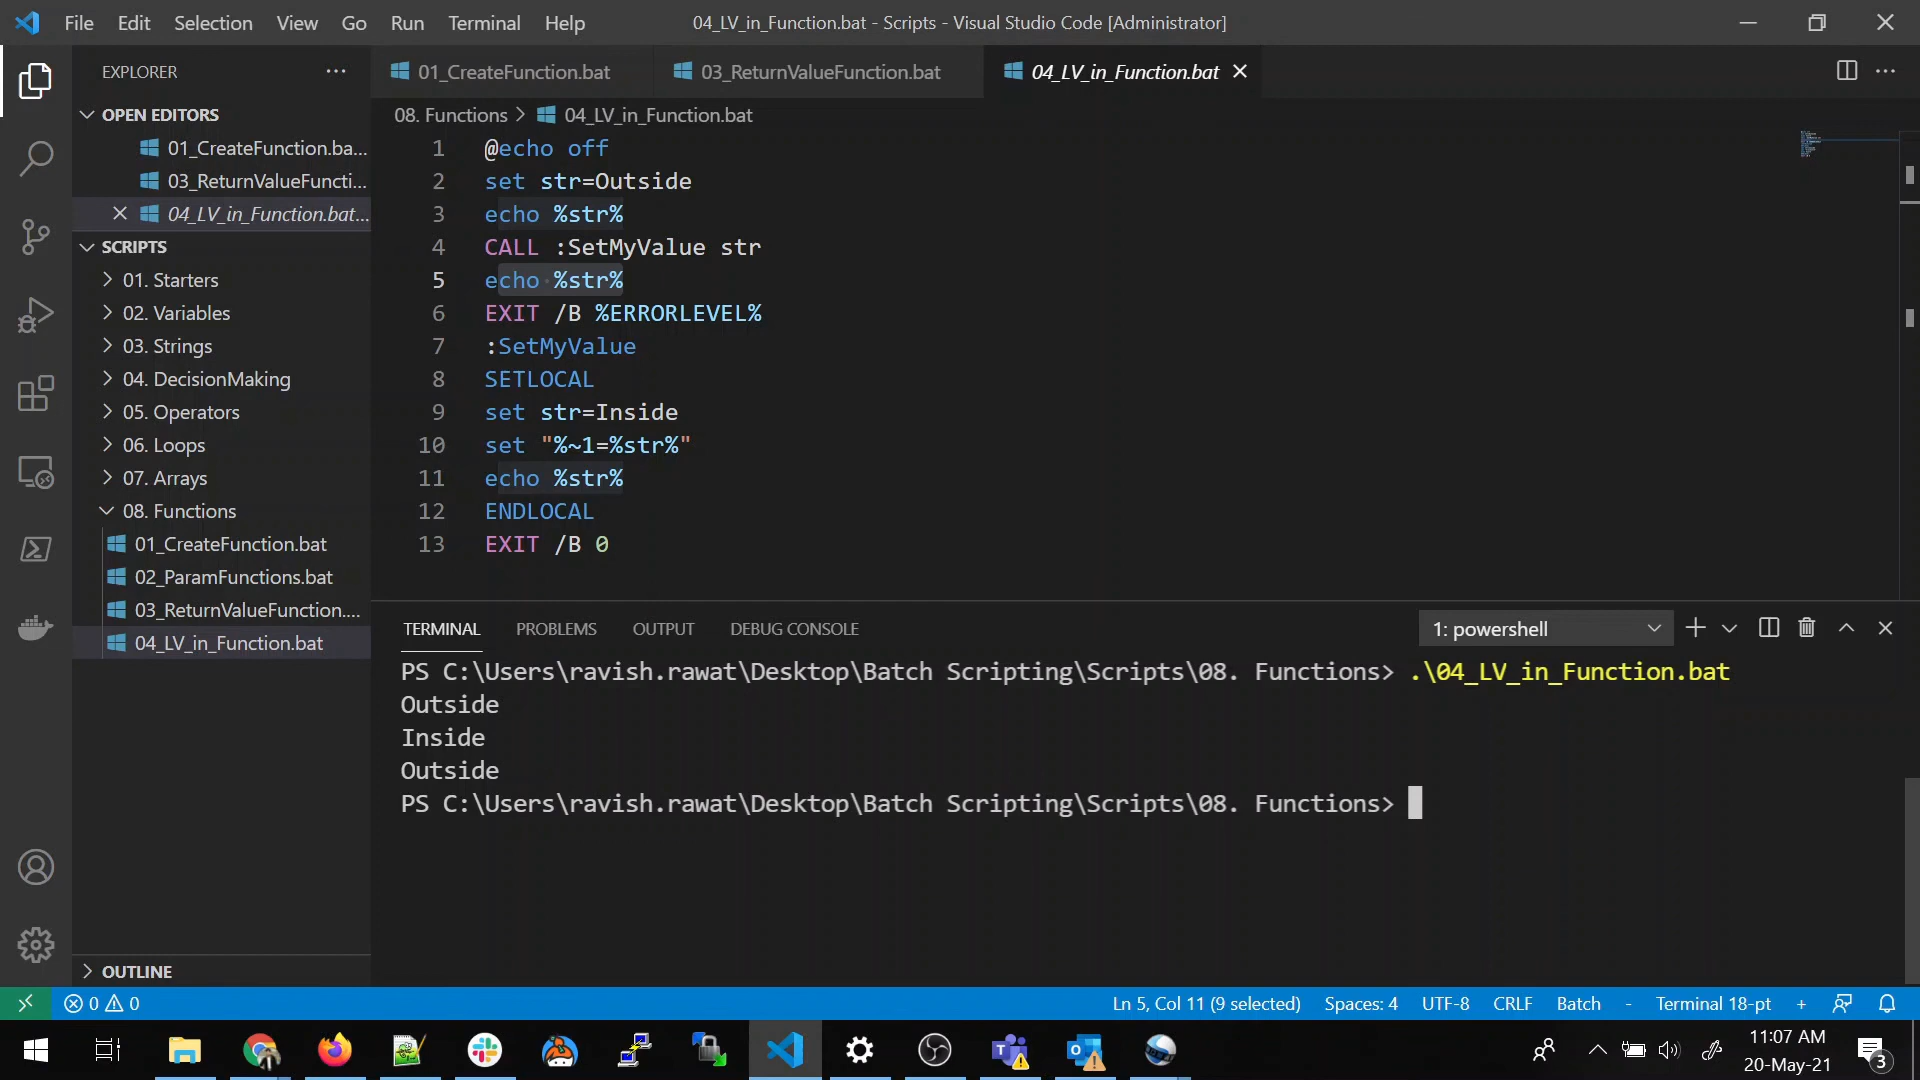 File Edit Selection View Go Run Terminal Help 04_LV_in_Function.bat - Scripts - Visual Studio Code [Administrator]
EXPLORER ···
01_CreateFunction.bat 03_ReturnValueFunction.bat 04_LV_in_Function.bat
OPEN EDITORS
01_CreateFunction.ba...
03_ReturnValueFuncti...
04_LV_in_Function.bat...
SCRIPTS
01. Starters
02. Variables
03. Strings
04. DecisionMaking
05. Operators
06. Loops
07. Arrays
08. Functions
01_CreateFunction.bat
02_ParamFunctions.bat
03_ReturnValueFunction....
04_LV_in_Function.bat
OUTLINE
08. Functions > 04_LV_in_Function.bat
1 @echo off
2 set str=Outside
3 echo %str%
4 CALL :SetMyValue str
5 echo %str%
6 EXIT /B %ERRORLEVEL%
7 :SetMyValue
8 SETLOCAL
9 set str=Inside
10 set "%~1=%str%"
11 echo %str%
12 ENDLOCAL
13 EXIT /B 0
TERMINAL PROBLEMS OUTPUT DEBUG CONSOLE 1: powershell
PS C:\Users\ravish.rawat\Desktop\Batch Scripting\Scripts\08. Functions> .\04_LV_in_Function.bat
Outside
Inside
Outside
PS C:\Users\ravish.rawat\Desktop\Batch Scripting\Scripts\08. Functions>
0 0 Ln 5, Col 11 (9 selected) Spaces: 4 UTF-8 CRLF Batch - Terminal 18-pt +
11:07 AM
20-May-21
3